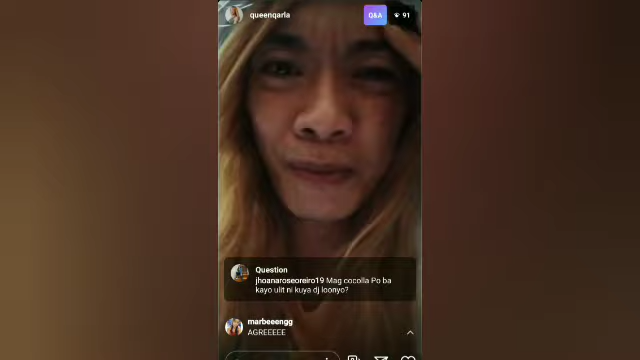 queenqarla
Q&A
91
Question
jhoanaroseoreiro19 Mag cocolla Po ba
kayo ulit ni kuya dj loonyo?
marbeeengg
AGREEEEE